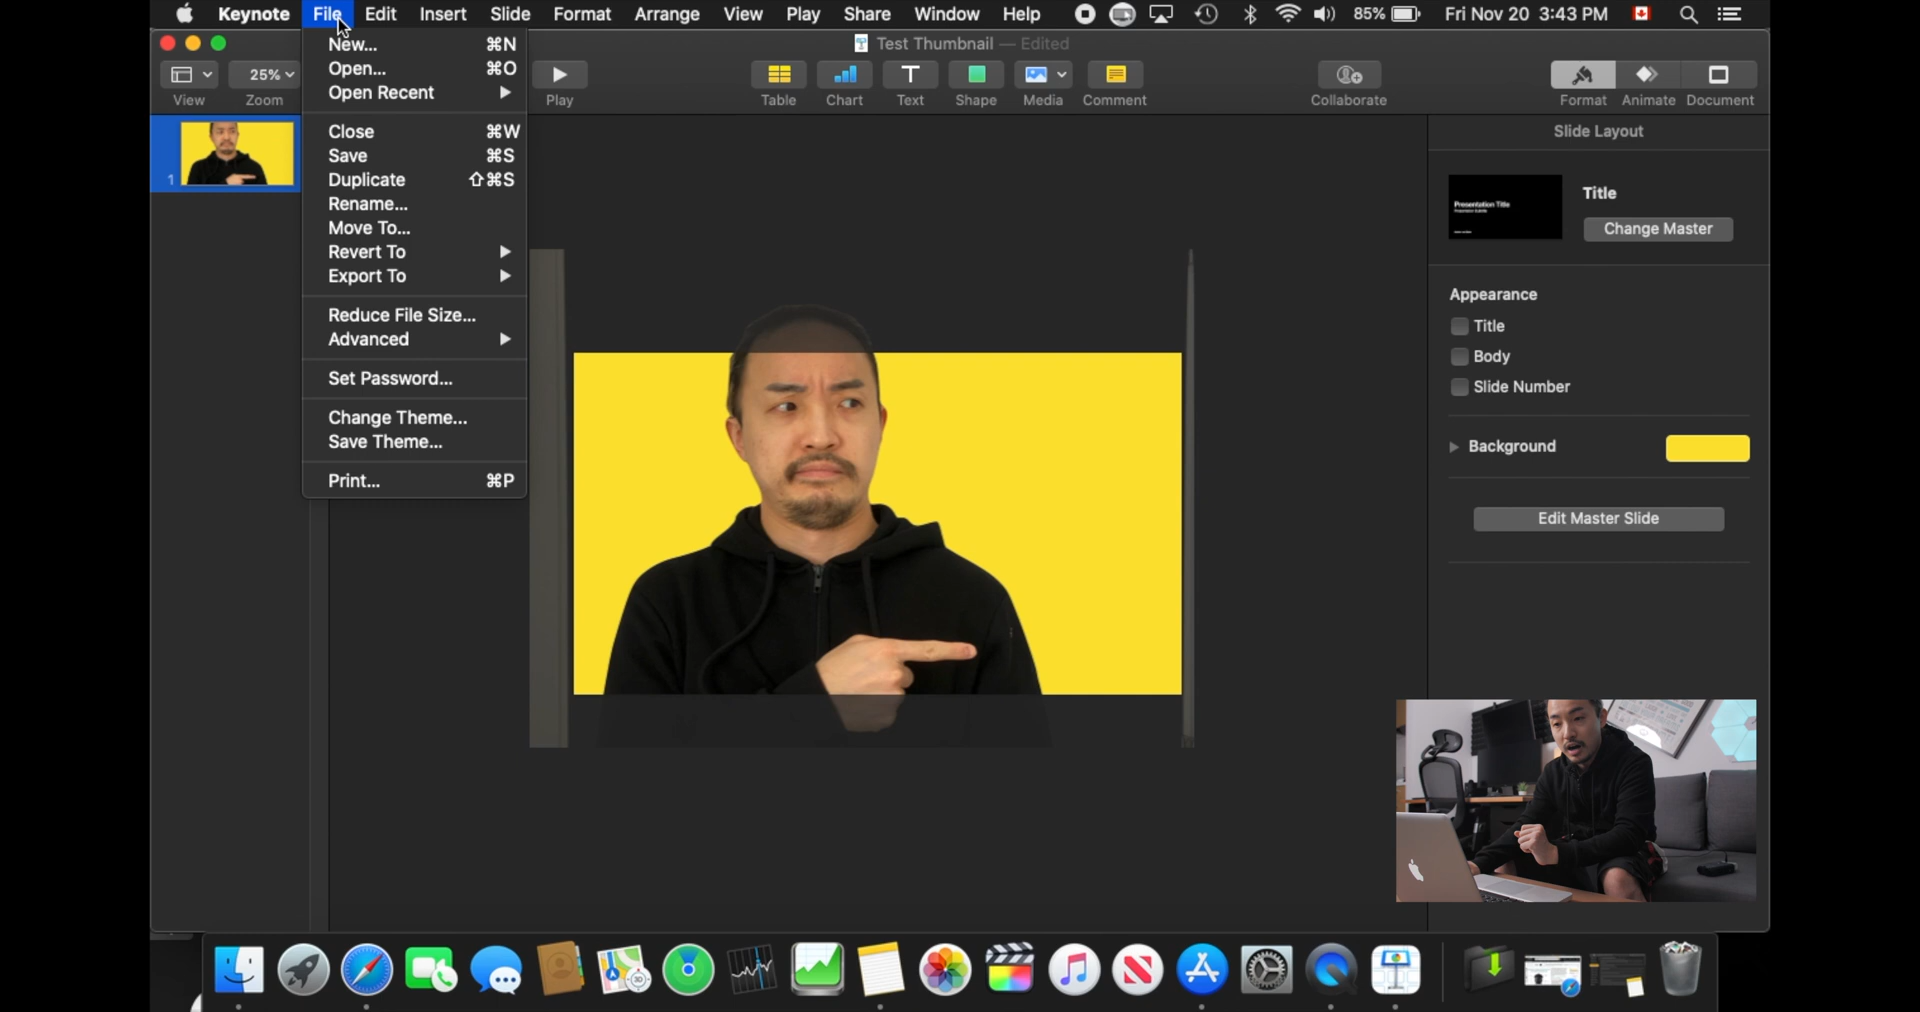 Keynote File Edit Insert Slide Format Arrange View Play Share Window Help 85% Fri Nov 20 3:43 PM
Test Thumbnail — Edited
25%
View Zoom Play Table Chart Text Shape Media Comment Collaborate Format Animate Document
New... ⌘N
Open... ⌘O
Open Recent
Close ⌘W
Save ⌘S
Duplicate ⇧⌘S
Rename...
Move To...
Revert To
Export To
Reduce File Size...
Advanced
Set Password...
Change Theme...
Save Theme...
Print... ⌘P
1
Slide Layout
Presentation Title
Title
Change Master
Appearance
Title
Body
Slide Number
Background
Edit Master Slide